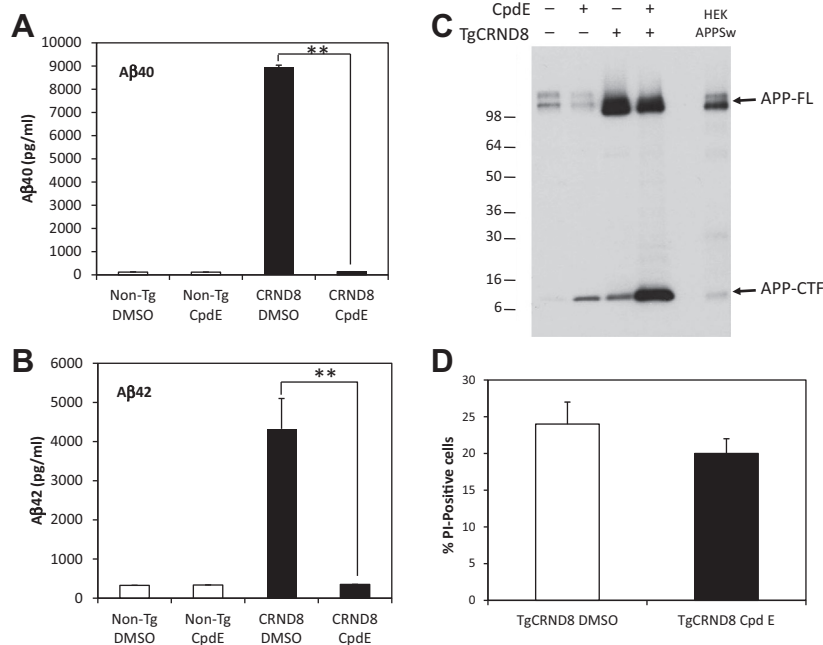 A
Aβ40
Aβ40 (pg/ml)
10000
9000
8000
7000
6000
5000
4000
3000
2000
1000
0
**
Non-Tg DMSO
Non-Tg CpdE
CRND8 DMSO
CRND8 CpdE
B
Aβ42
Aβ42 (pg/ml)
6000
5000
4000
3000
2000
1000
0
**
Non-Tg DMSO
Non-Tg CpdE
CRND8 DMSO
CRND8 CpdE
C
CpdE – + – +
TgCRND8 – – + +
HEK
APPSw
98
64
50
36
30
16
6
APP-FL
APP-CTF
D
% PI-Positive cells
30
25
20
15
10
5
0
TgCRND8 DMSO
TgCRND8 Cpd E